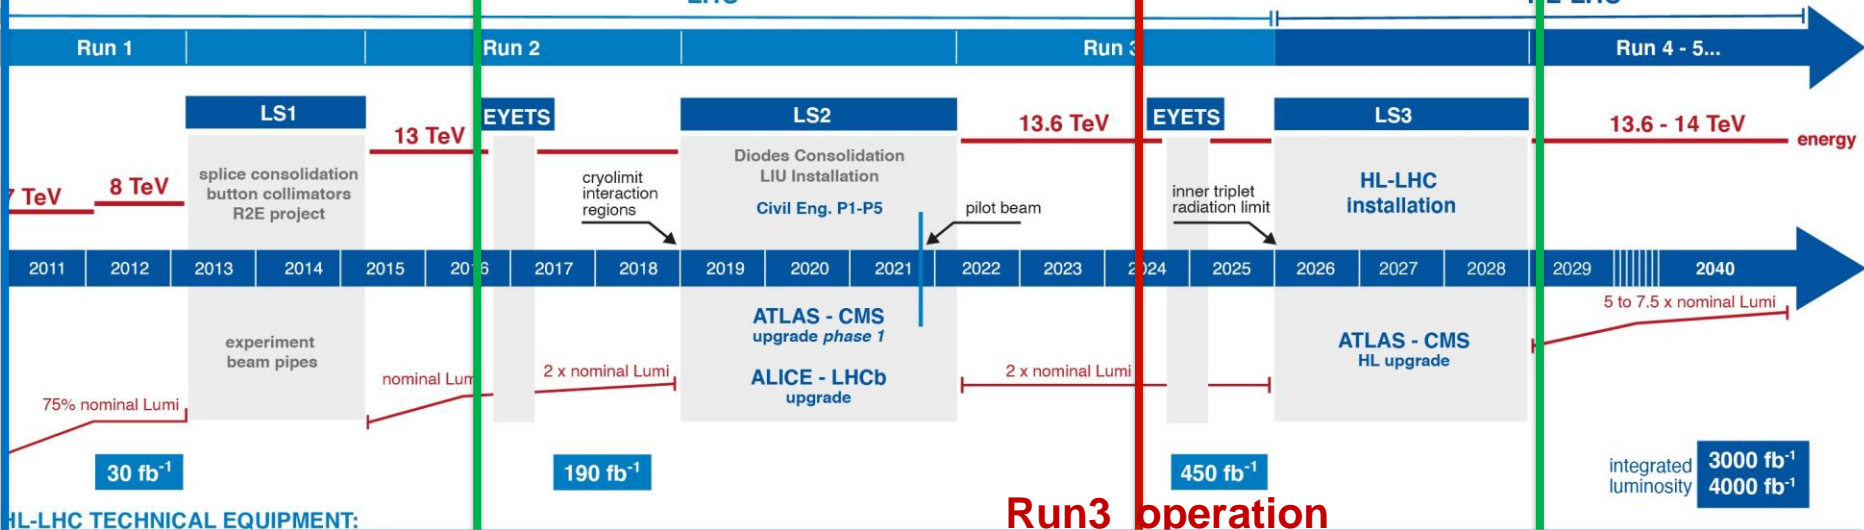 LHC
HL-LHC
Run 1
Run 2
Run 3
Run 4 - 5...
LS1
EYETS
LS2
EYETS
LS3
13 TeV
13.6 TeV
13.6 - 14 TeV
energy
7 TeV
8 TeV
splice consolidation
button collimators
R2E project
cryolimit
interaction
regions
Diodes Consolidation
LIU Installation
Civil Eng. P1-P5
pilot beam
inner triplet
radiation limit
HL-LHC
installation
2011
2012
2013
2014
2015
2016
2017
2018
2019
2020
2021
2022
2023
2024
2025
2026
2027
2028
2029
2040
5 to 7.5 x nominal Lumi
experiment
beam pipes
ATLAS - CMS
upgrade phase 1
ALICE - LHCb
upgrade
ATLAS - CMS
HL upgrade
75% nominal Lumi
nominal Lum
2 x nominal Lumi
2 x nominal Lumi
30 fb-1
190 fb-1
450 fb-1
integrated
luminosity
3000 fb-1
4000 fb-1
HL-LHC TECHNICAL EQUIPMENT:
Run3 operation